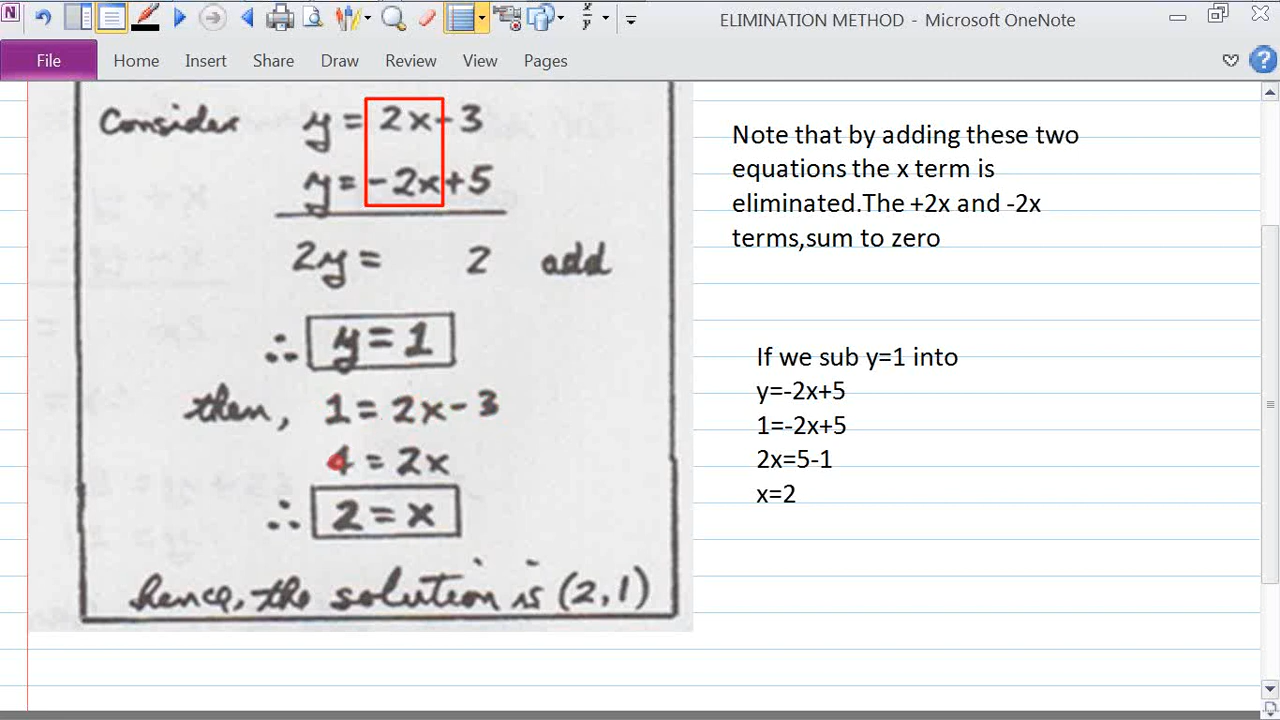 ELIMINATION METHOD - Microsoft OneNote
File Home Insert Share Draw Review View Pages
Consider y = 2x-3
y = -2x+5
2y = 2 add
∴ y = 1
then, 1 = 2x-3
4 = 2x
∴ 2 = x
hence, the solution is (2,1)
Note that by adding these two
equations the x term is
eliminated.The +2x and -2x
terms,sum to zero
If we sub y=1 into
y=-2x+5
1=-2x+5
2x=5-1
x=2